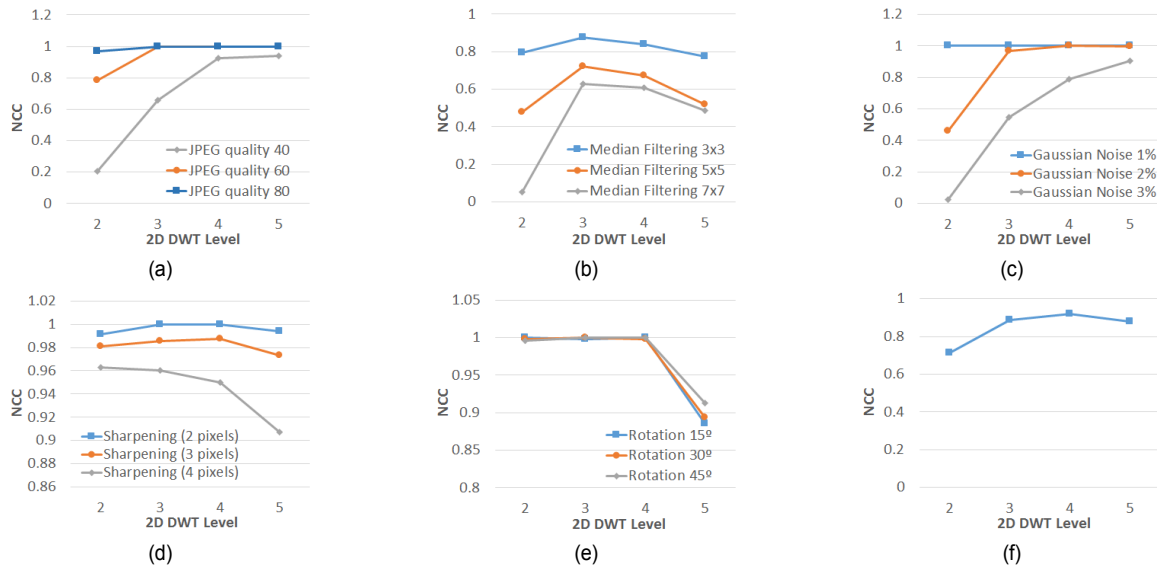 1.2
1
0.8
0.6
0.4
0.2
0
NCC
JPEG quality 40
JPEG quality 60
JPEG quality 80
2 3 4 5
2D DWT Level
(a)
1
0.8
0.6
0.4
0.2
0
NCC
Median Filtering 3x3
Median Filtering 5x5
Median Filtering 7x7
2 3 4 5
2D DWT Level
(b)
1.2
1
0.8
0.6
0.4
0.2
0
NCC
Gaussian Noise 1%
Gaussian Noise 2%
Gaussian Noise 3%
2 3 4 5
2D DWT Level
(c)
1.02
1
0.98
0.96
0.94
0.92
0.9
0.88
0.86
NCC
Sharpening (2 pixels)
Sharpening (3 pixels)
Sharpening (4 pixels)
2 3 4 5
2D DWT Level
(d)
1.05
1
0.95
0.9
0.85
0.8
NCC
Rotation 15º
Rotation 30º
Rotation 45º
2 3 4 5
2D DWT Level
(e)
1
0.8
0.6
0.4
0.2
0
NCC
2 3 4 5
2D DWT Level
(f)